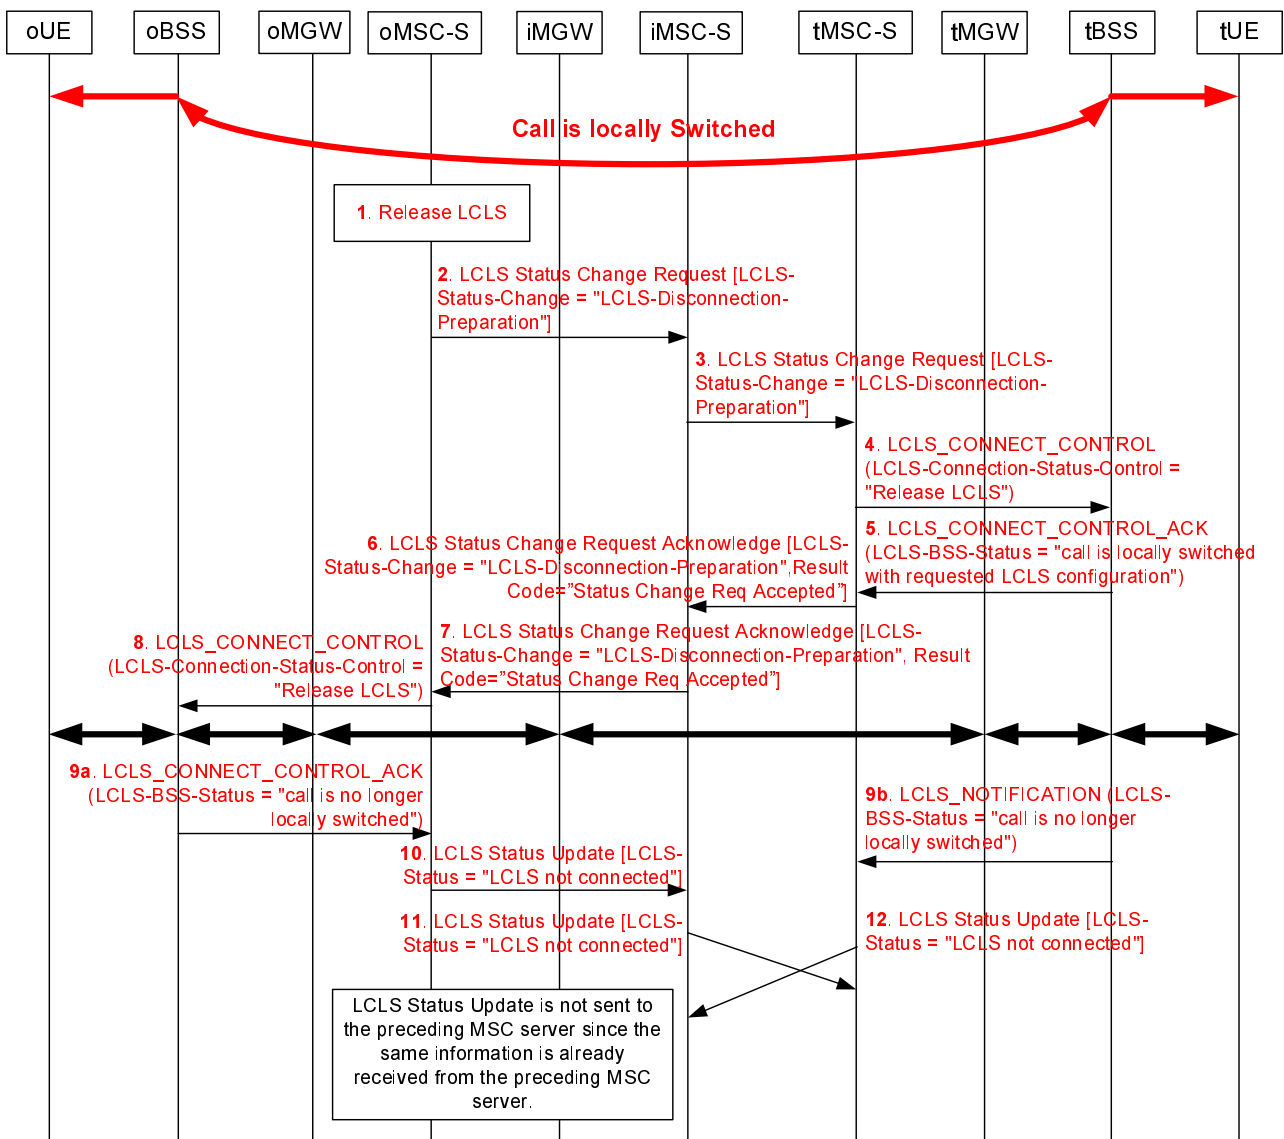 oUE
oBSS
oMGW
oMSC-S
iMGW
iMSC-S
tMSC-S
tMGW
tBSS
tUE
Call is locally Switched
1. Release LCLS
2. LCLS Status Change Request [LCLS-
Status-Change = "LCLS-Disconnection-
Preparation"]
3. LCLS Status Change Request [LCLS-
Status-Change = "LCLS-Disconnection-
Preparation"]
4. LCLS_CONNECT_CONTROL
(LCLS-Connection-Status-Control =
"Release LCLS")
5. LCLS_CONNECT_CONTROL_ACK
(LCLS-BSS-Status = "call is locally switched
with requested LCLS configuration")
6. LCLS Status Change Request Acknowledge [LCLS-
Status-Change = "LCLS-Disconnection-Preparation",Result
Code=”Status Change Req Accepted”]
7. LCLS Status Change Request Acknowledge [LCLS-
Status-Change = "LCLS-Disconnection-Preparation", Result
Code=”Status Change Req Accepted”]
8. LCLS_CONNECT_CONTROL
(LCLS-Connection-Status-Control =
"Release LCLS")
9a. LCLS_CONNECT_CONTROL_ACK
(LCLS-BSS-Status = "call is no longer
locally switched")
9b. LCLS_NOTIFICATION (LCLS-
BSS-Status = "call is no longer
locally switched")
10. LCLS Status Update [LCLS-
Status = "LCLS not connected"]
11. LCLS Status Update [LCLS-
Status = "LCLS not connected"]
12. LCLS Status Update [LCLS-
Status = "LCLS not connected"]
LCLS Status Update is not sent to
the preceding MSC server since the
same information is already
received from the preceding MSC
server.